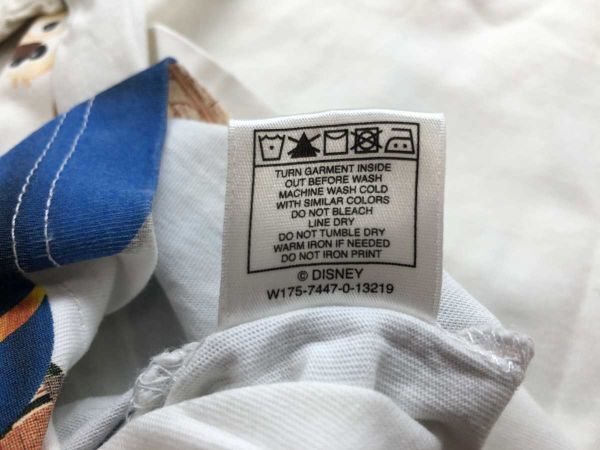 TURN GARMENT INSIDE
OUT BEFORE WASH
MACHINE WASH COLD
WITH SIMILAR COLORS
DO NOT BLEACH
LINE DRY
DO NOT TUMBLE DRY
WARM IRON IF NEEDED
DO NOT IRON PRINT
© DISNEY
W175-7447-0-13219